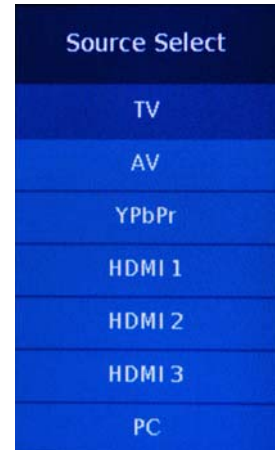 Source Select
TV
AV
YPbPr
HDMI 1
HDMI 2
HDMI 3
PC